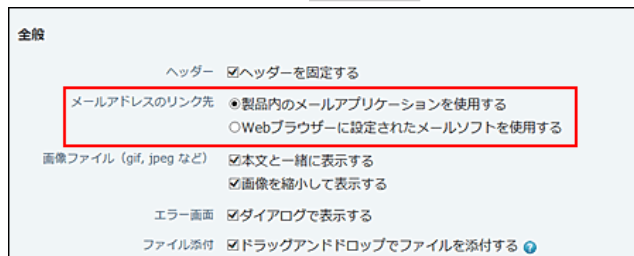 全般
ヘッダー ヘッダーを固定する
メールアドレスのリンク先 製品内のメールアプリケーションを使用する
Webブラウザーに設定されたメールソフトを使用する
画像ファイル（gif, jpeg など） 本文と一緒に表示する
画像を縮小して表示する
エラー画面 ダイアログで表示する
ファイル添付 ドラッグアンドドロップでファイルを添付する ?